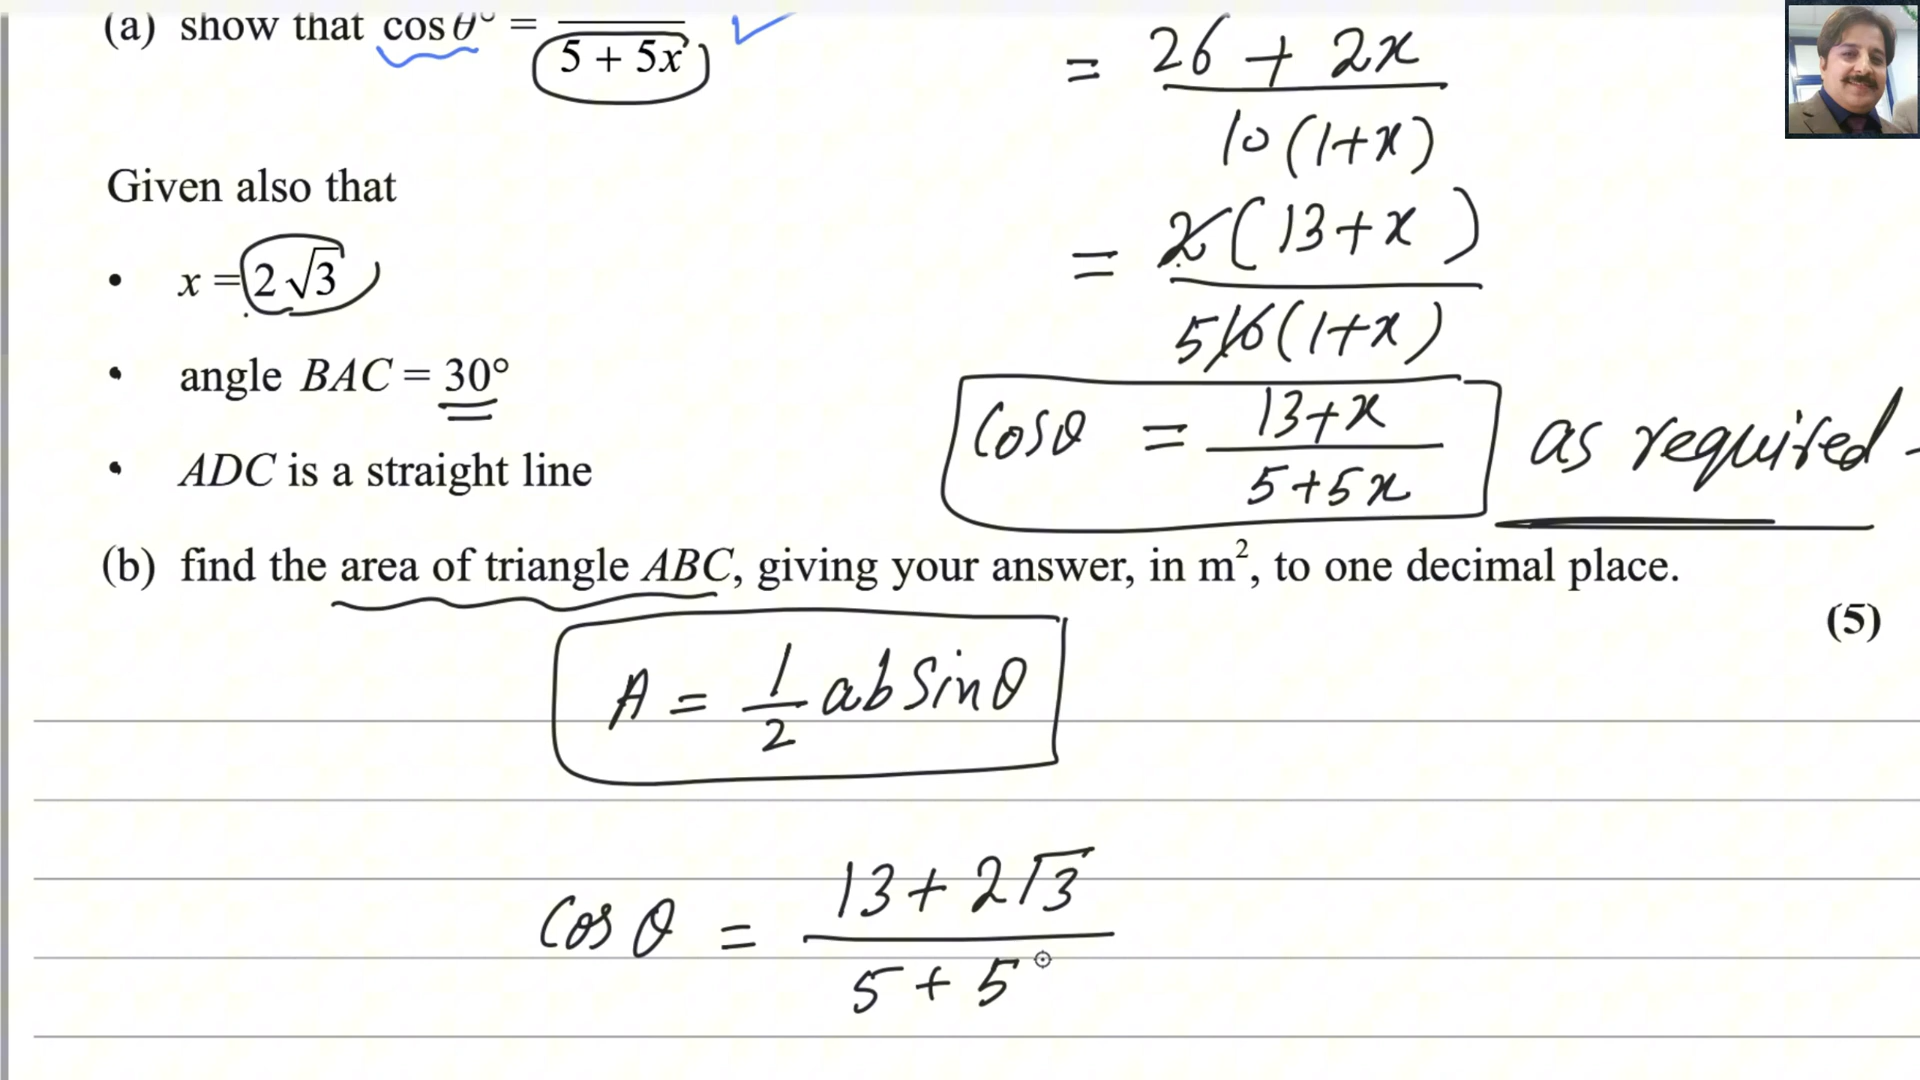 (a) show that cos θ° =
5 + 5x
= 26 + 2x
10(1+x)
= 2(13+x)
5 10(1+x)
Cosθ = 13+x
5+5x
as required
Given also that
• x = 2√3
• angle BAC = 30°
• ADC is a straight line
(b) find the area of triangle ABC, giving your answer, in m², to one decimal place.
(5)
A = 1/2 ab Sinθ
Cos θ = 13 + 2√3
5 + 5